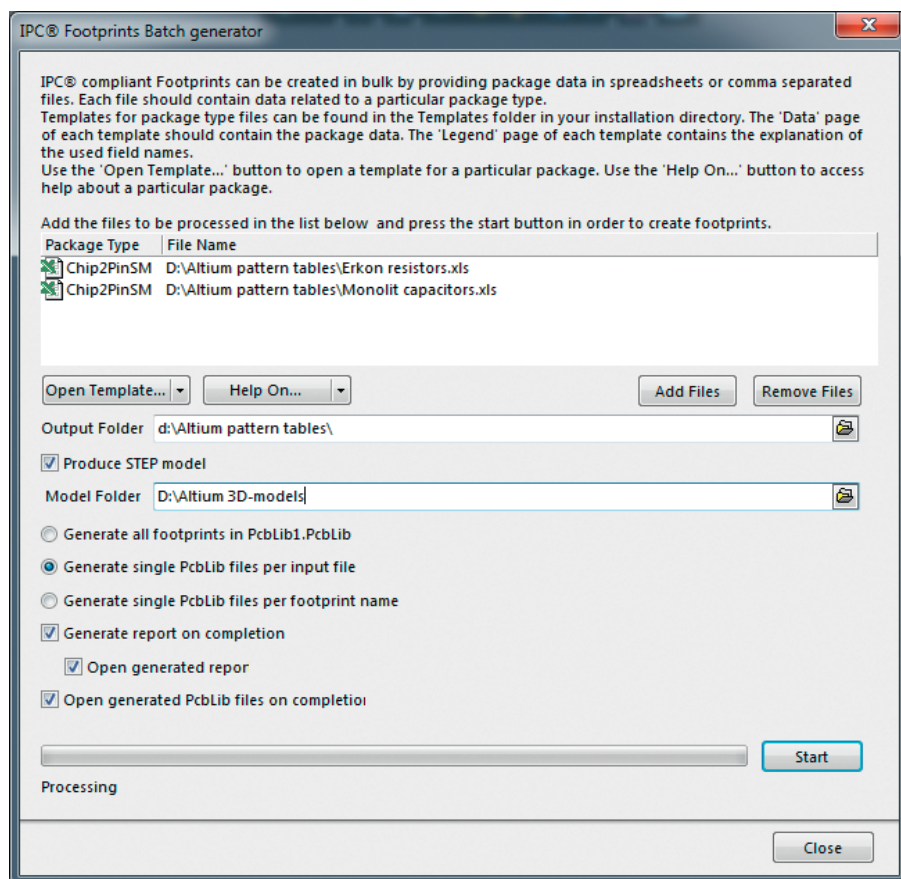 IPC® Footprints Batch generator
IPC® compliant Footprints can be created in bulk by providing package data in spreadsheets or comma separated
files. Each file should contain data related to a particular package type.
Templates for package type files can be found in the Templates folder in your installation directory. The 'Data' page
of each template should contain the package data. The 'Legend' page of each template contains the explanation of
the used field names.
Use the 'Open Template...' button to open a template for a particular package. Use the 'Help On...' button to access
help about a particular package.
Add the files to be processed in the list below and press the start button in order to create footprints.
Package Type File Name
Chip2PinSM D:\Altium pattern tables\Erkon resistors.xls
Chip2PinSM D:\Altium pattern tables\Monolit capacitors.xls
Open Template... Help On... Add Files Remove Files
Output Folder d:\Altium pattern tables\
Produce STEP model
Model Folder D:\Altium 3D-models
Generate all footprints in PcbLib1.PcbLib
Generate single PcbLib files per input file
Generate single PcbLib files per footprint name
Generate report on completion
Open generated repor
Open generated PcbLib files on completion
Start
Processing
Close